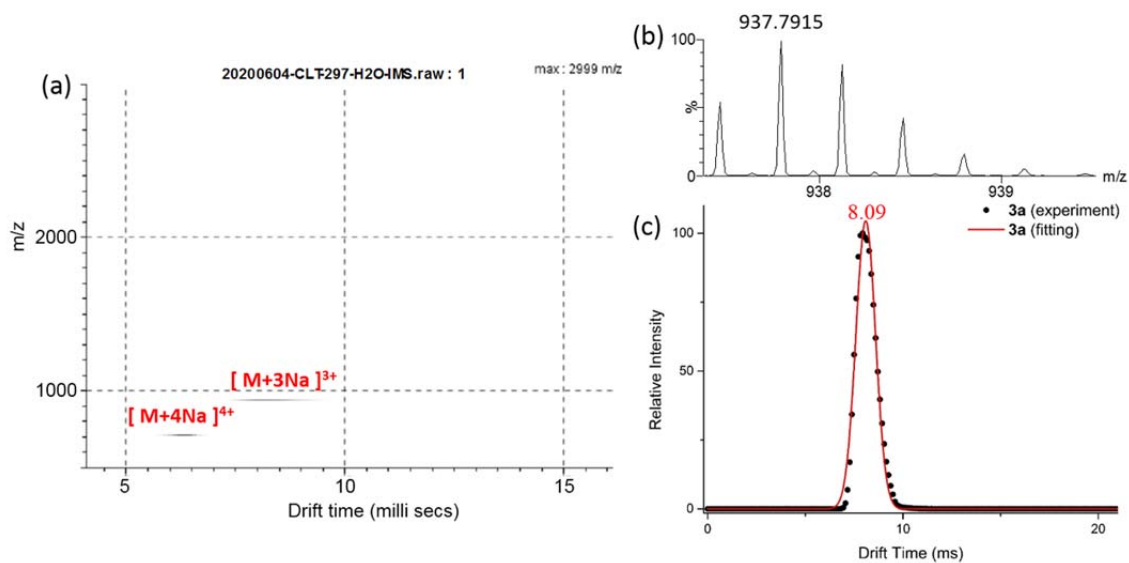 (a)
20200604-CLT-297-H2O-IMS.raw : 1
max : 2999 m/z
m/z
2000
1000
[ M+3Na ]3+
[ M+4Na ]4+
5
10
15
Drift time (milli secs)
(b)
937.7915
100
%
0
938
939
m/z
(c)
8.09
3a (experiment)
3a (fitting)
Relative Intensity
100
50
0
0
10
20
Drift Time (ms)